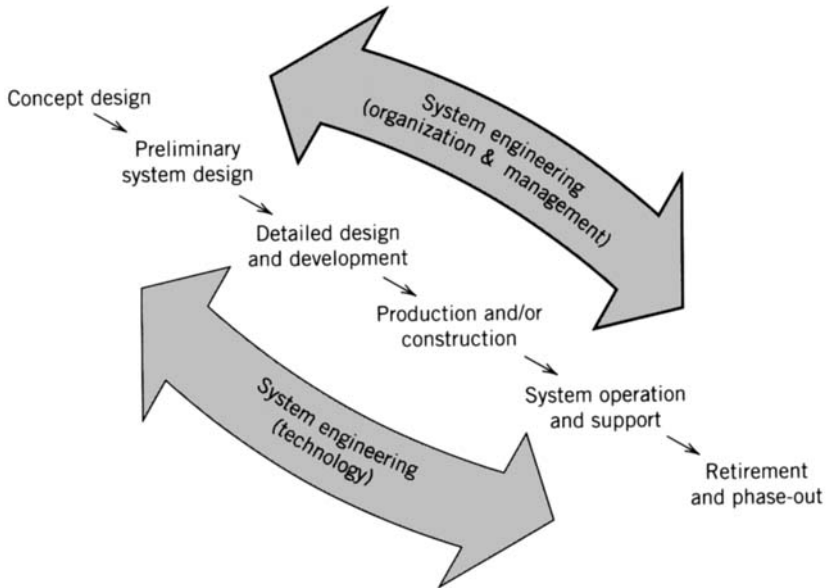 Concept design
Preliminary
system design
Detailed design
and development
Production and/or
construction
System operation
and support
Retirement
and phase-out
System engineering
(organization & management)
System engineering
(technology)